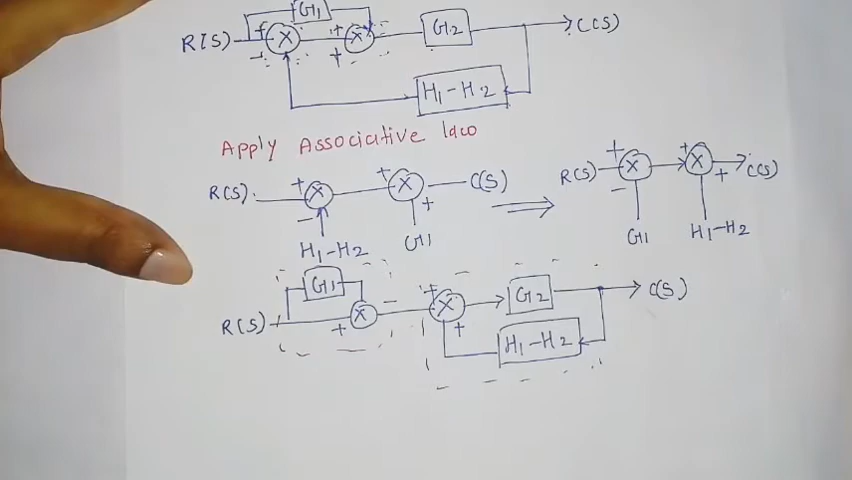 G1
R(S) + X + X G2 C(S)
- +
H1-H2
Apply Associative law
R(S) + X + X C(S)
- +
H1-H2 G1
R(S) + X + X C(S)
- +
G1 H1-H2
G1
R(S) + X - + X G2 C(S)
+
H1-H2